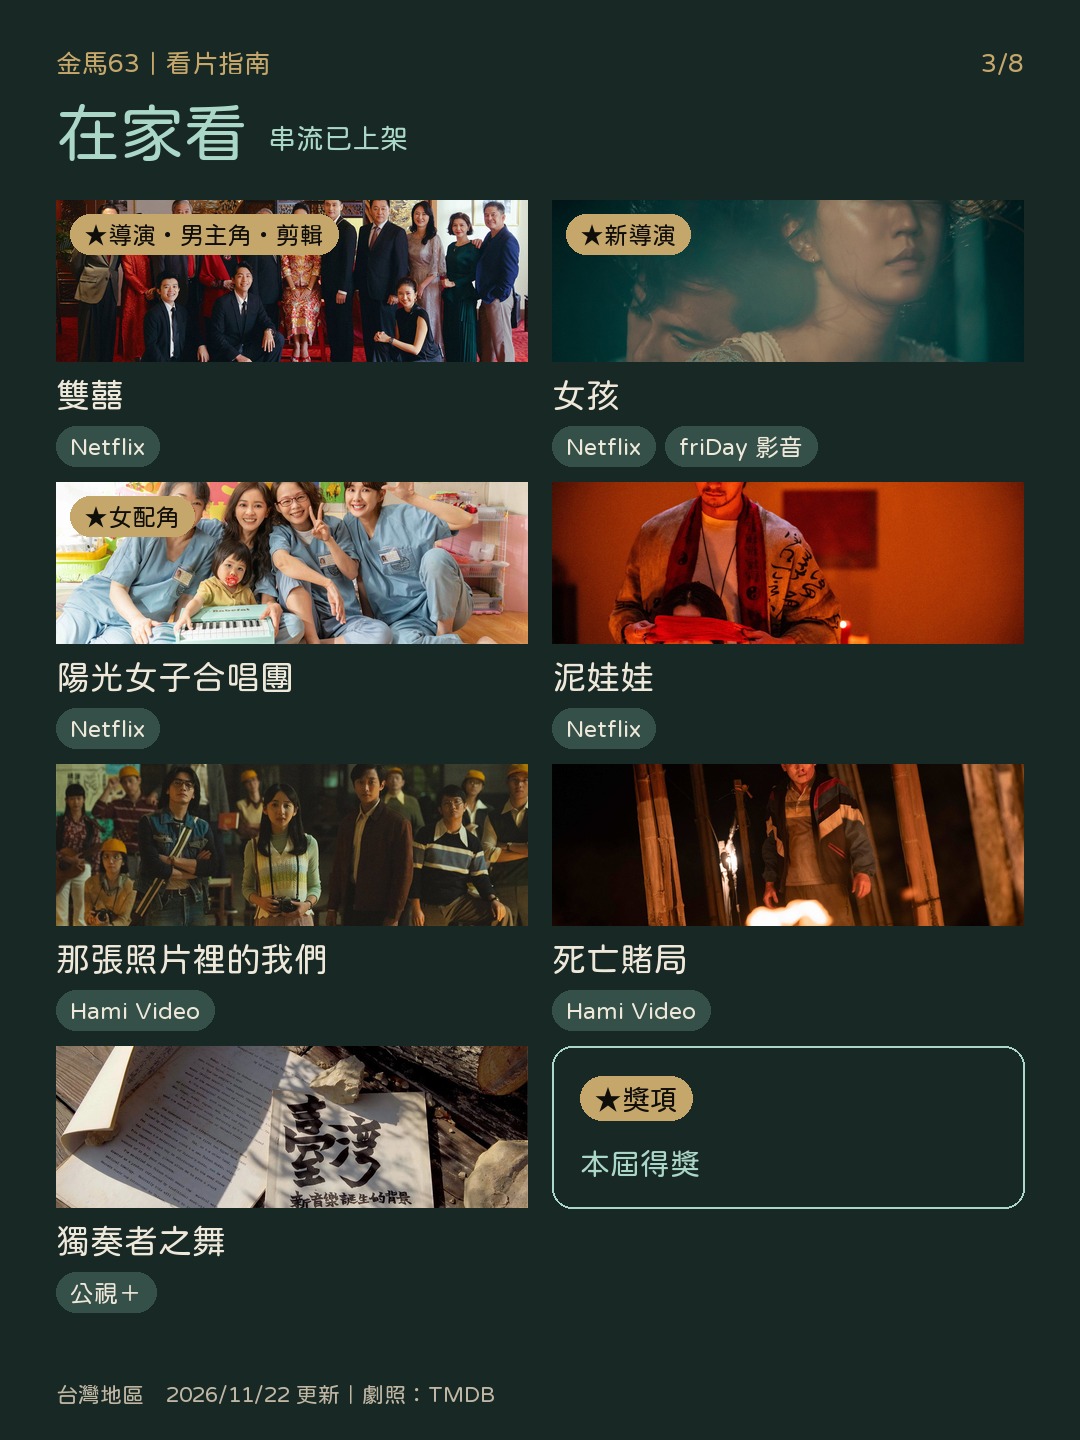 金馬63｜看片指南
3/8
在家看 串流已上架
★導演・男主角・剪輯
雙囍
Netflix
★新導演
女孩
Netflix friDay 影音
★女配角
陽光女子合唱團
Netflix
泥娃娃
Netflix
那張照片裡的我們
Hami Video
死亡賭局
Hami Video
臺灣
新音樂誕生的背景
獨奏者之舞
公視＋
★獎項
本屆得獎
台灣地區　2026/11/22 更新｜劇照：TMDB